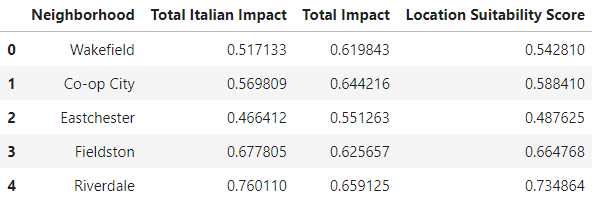 Neighborhood Total Italian Impact Total Impact Location Suitability Score
0 Wakefield 0.517133 0.619843 0.542810
1 Co-op City 0.569809 0.644216 0.588410
2 Eastchester 0.466412 0.551263 0.487625
3 Fieldston 0.677805 0.625657 0.664768
4 Riverdale 0.760110 0.659125 0.734864